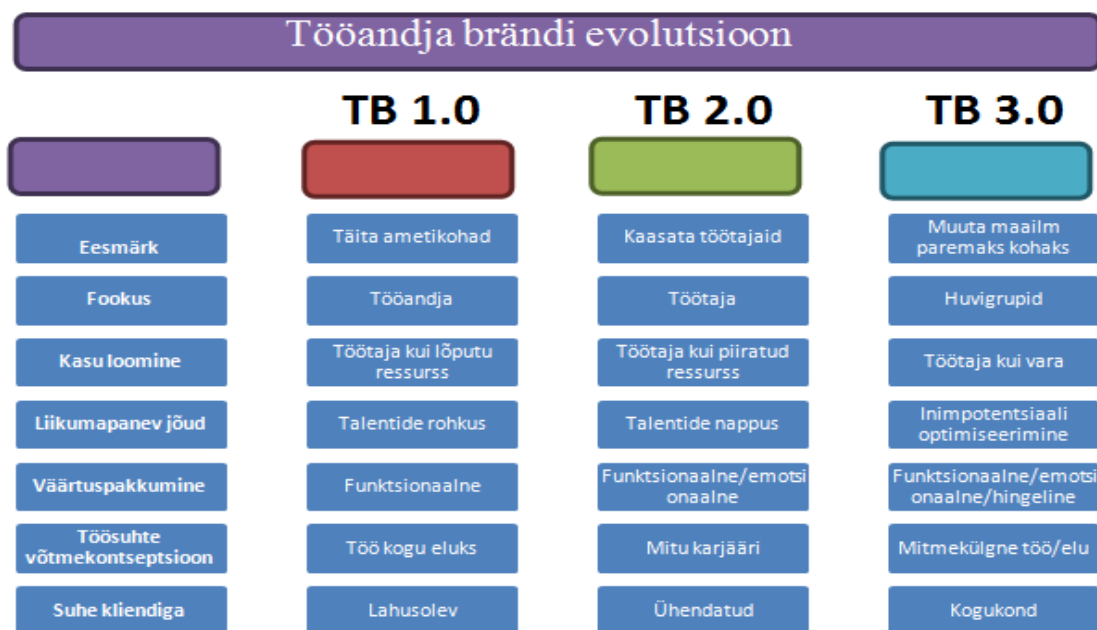 Tööandja brändi evolutsioon
TB 1.0 TB 2.0 TB 3.0
Eesmärk
Täita ametikohad
Kaasata töötajaid
Muuta maailm
paremaks kohaks
Fookus
Tööandja
Töötaja
Huvigrupid
Kasu loomine
Töötaja kui lõputu
ressurss
Töötaja kui piiratud
ressurss
Töötaja kui vara
Liikumapanev jõud
Talentide rohkus
Talentide nappus
Inimpotentsiaali
optimiseerimine
Väärtuspakkumine
Funktsionaalne
Funktsionaalne/emotsi
onaalne
Funktsionaalne/emotsi
onaalne/hingeline
Töösuhte
võtmekontseptsioon
Töö kogu eluks
Mitu karjääri
Mitmekülgne töö/elu
Suhe kliendiga
Lahusolev
Ühendatud
Kogukond